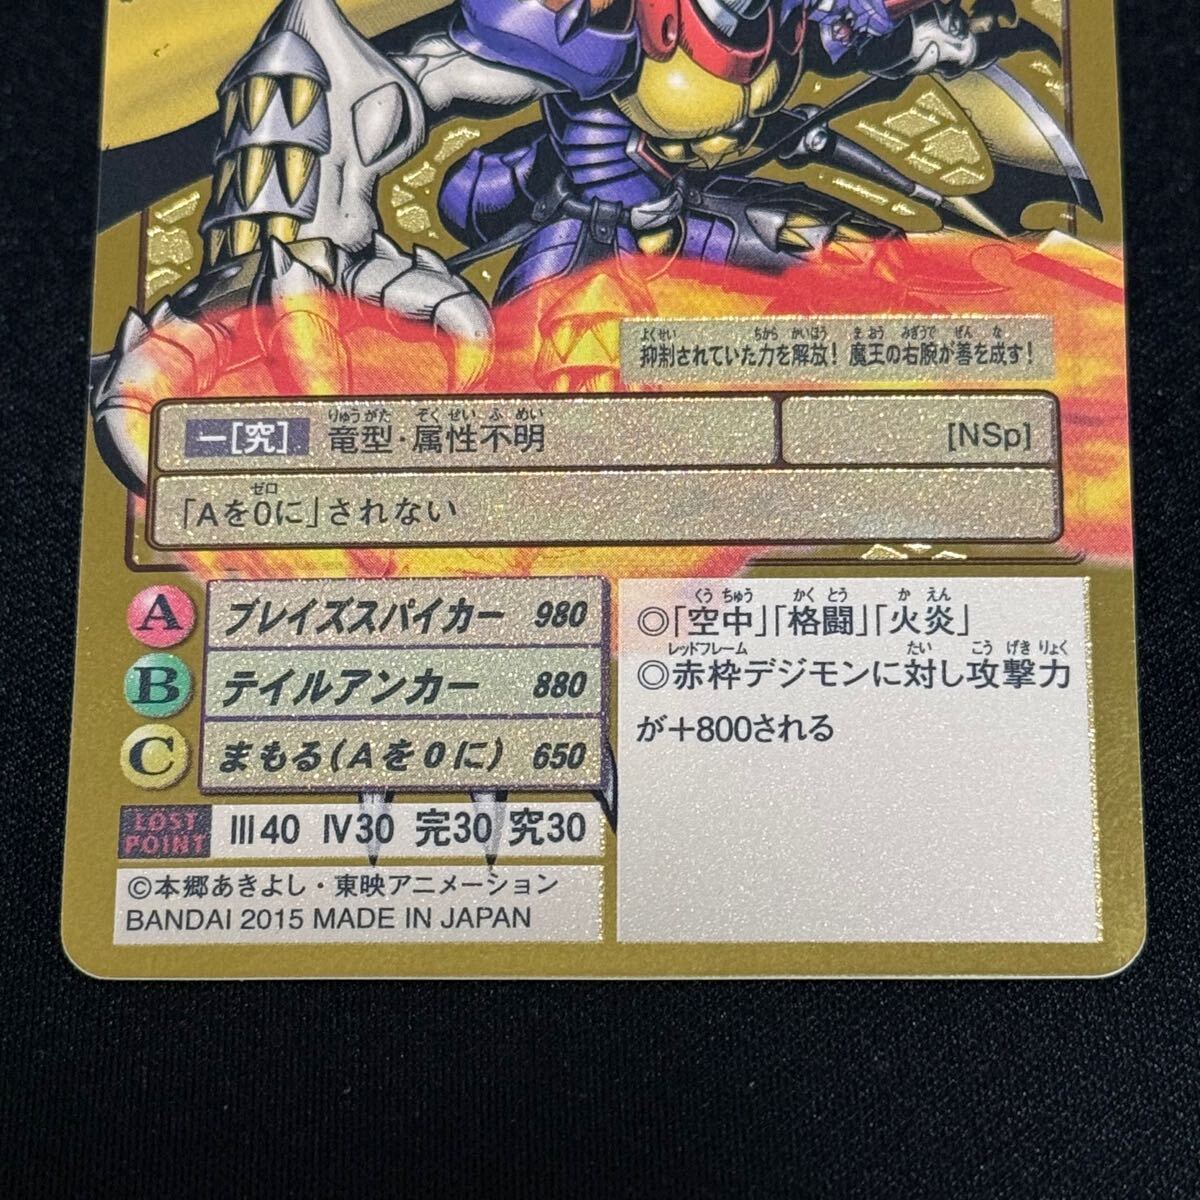 抑制されていた力を解放! 魔王の右腕が善を成す!
一[究] 竜型・属性不明 [NSp]
「Aを0に」されない
A ブレイズスパイカー 980
B テイルアンカー 880
C まもる(Aを0に) 650
LOST POINT Ⅲ40 Ⅳ30 完30 究30
©本郷あきよし・東映アニメーション
BANDAI 2015 MADE IN JAPAN
◎「空中」「格闘」「火炎」
◎赤枠デジモンに対し攻撃力
が+800される